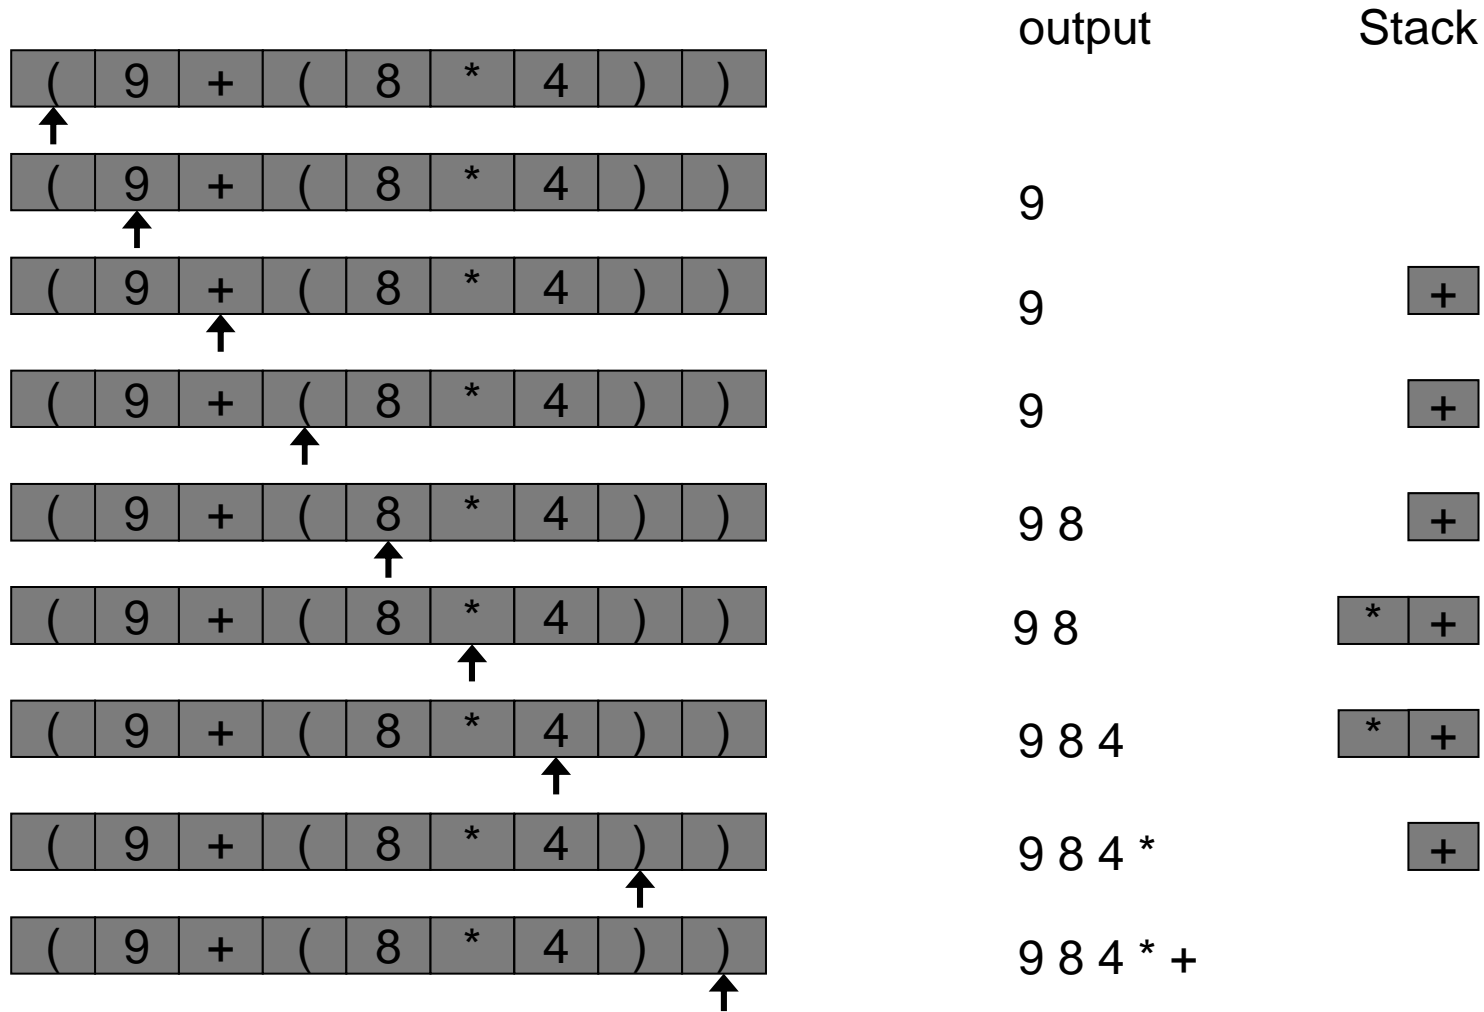 output Stack
( 9 + ( 8 * 4 ) )
( 9 + ( 8 * 4 ) ) 9
( 9 + ( 8 * 4 ) ) 9 +
( 9 + ( 8 * 4 ) ) 9 +
( 9 + ( 8 * 4 ) ) 9 8 +
( 9 + ( 8 * 4 ) ) 9 8 * +
( 9 + ( 8 * 4 ) ) 9 8 4 * +
( 9 + ( 8 * 4 ) ) 9 8 4 * +
( 9 + ( 8 * 4 ) ) 9 8 4 * +